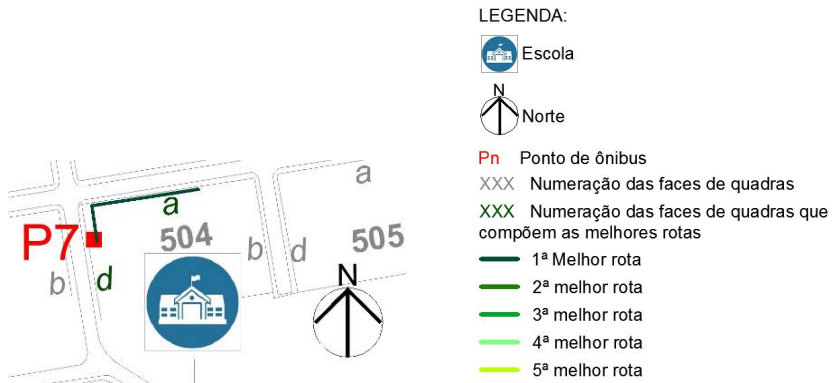 a
a
P7
504
b
d
505
b
d
N
LEGENDA:
Escola
N
Norte
Pn Ponto de ônibus
XXX Numeração das faces de quadras
XXX Numeração das faces de quadras que
compõem as melhores rotas
1ª Melhor rota
2ª melhor rota
3ª melhor rota
4ª melhor rota
5ª melhor rota